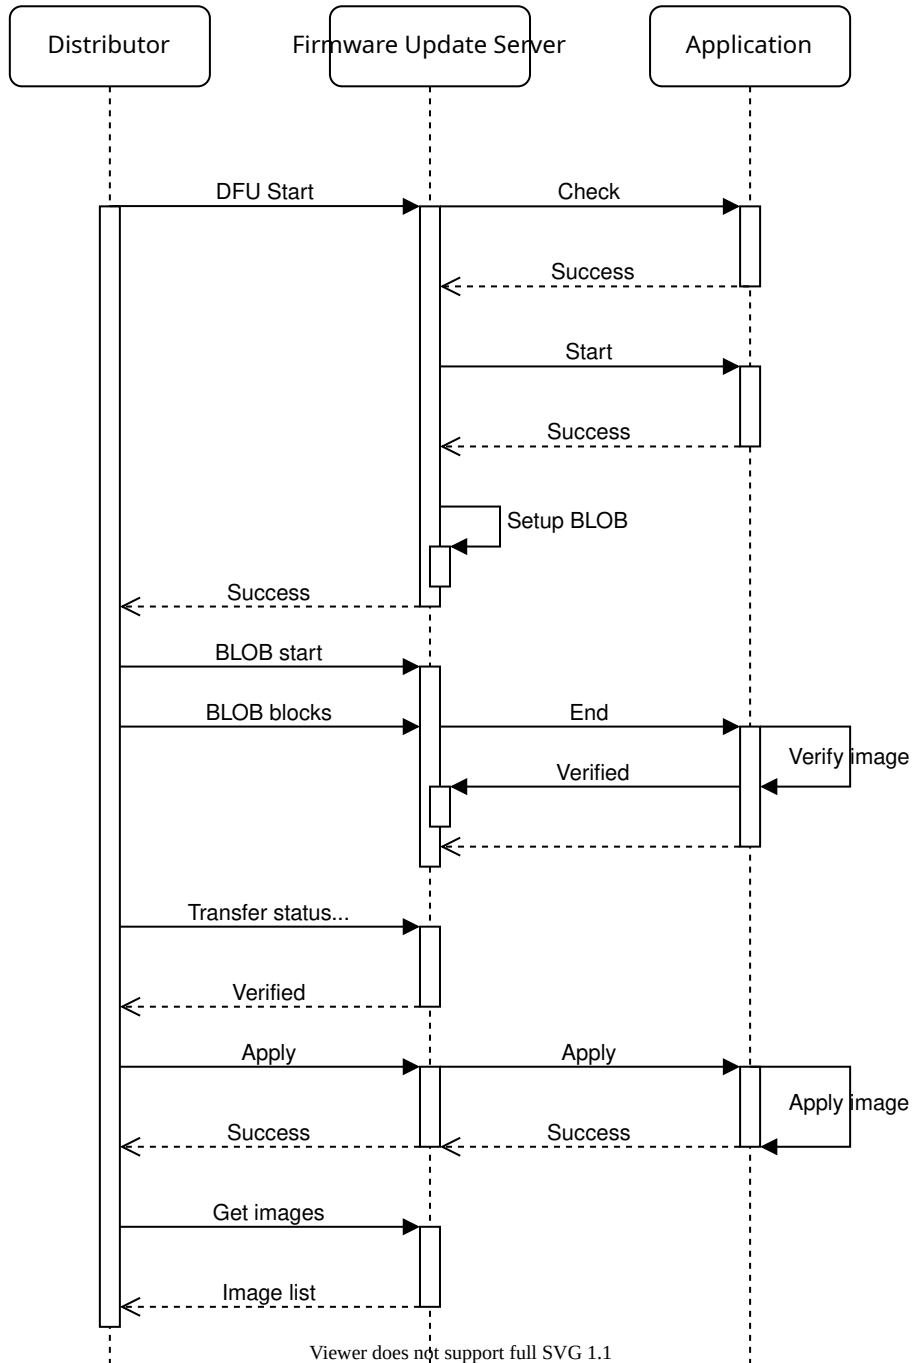 Distributor
Firmware Update Server
Application
DFU Start
Check
Success
Start
Success
Setup BLOB
Success
BLOB start
BLOB blocks
End
Verify image
Verified
Transfer status...
Verified
Apply
Apply
Apply image
Success
Success
Get images
Image list
Viewer does not support full SVG 1.1